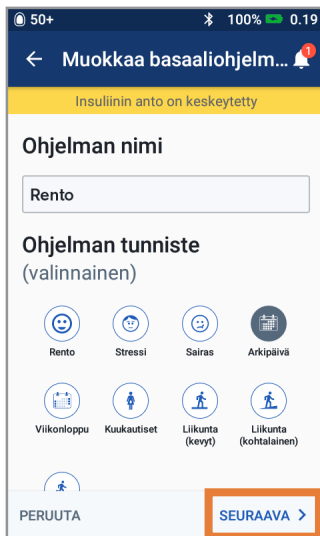 50+ 100% 0.19
Muokkaa basaaliohjelm... 1
Insuliinin anto on keskeytetty
Ohjelman nimi
Rento
Ohjelman tunniste
(valinnainen)
Rento Stressi Sairas Arkipäivä
Viikonloppu Kuukautiset Liikunta (kevyt) Liikunta (kohtalainen)
PERUUTA SEURAAVA